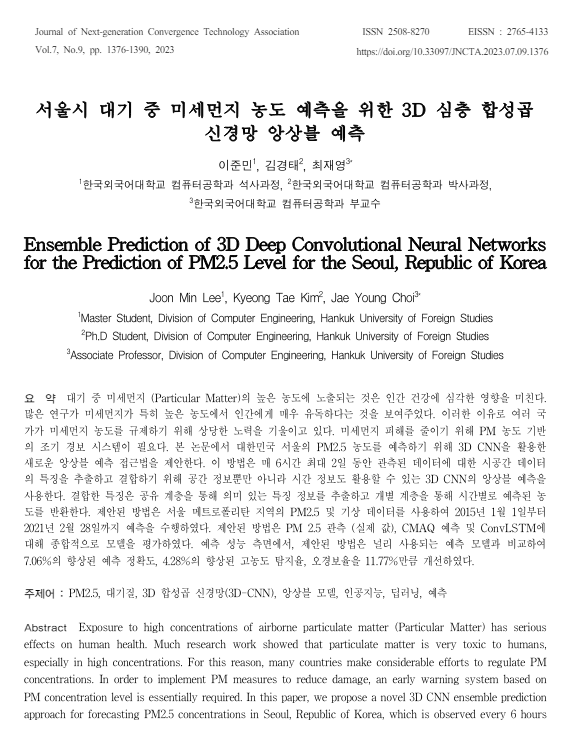 Journal of Next-generation Convergence Technology Association ISSN 2508-8270 EISSN : 2765-4133
Vol.7, No.9, pp. 1376-1390, 2023 https://doi.org/10.33097/JNCTA.2023.07.09.1376
서울시 대기 중 미세먼지 농도 예측을 위한 3D 심층 합성곱
신경망 앙상블 예측
이준민1, 김경태2, 최재영3*
1한국외국어대학교 컴퓨터공학과 석사과정, 2한국외국어대학교 컴퓨터공학과 박사과정,
3한국외국어대학교 컴퓨터공학과 부교수
Ensemble Prediction of 3D Deep Convolutional Neural Networks
for the Prediction of PM2.5 Level for the Seoul, Republic of Korea
Joon Min Lee1, Kyeong Tae Kim2, Jae Young Choi3*
1Master Student, Division of Computer Engineering, Hankuk University of Foreign Studies
2Ph.D Student, Division of Computer Engineering, Hankuk University of Foreign Studies
3Associate Professor, Division of Computer Engineering, Hankuk University of Foreign Studies
요 약 대기 중 미세먼지 (Particular Matter)의 높은 농도에 노출되는 것은 인간 건강에 심각한 영향을 미친다.
많은 연구가 미세먼지가 특히 높은 농도에서 인간에게 매우 유독하다는 것을 보여주었다. 이러한 이유로 여러 국
가가 미세먼지 농도를 규제하기 위해 상당한 노력을 기울이고 있다. 미세먼지 피해를 줄이기 위해 PM 농도 기반
의 조기 경보 시스템이 필요다. 본 논문에서 대한민국 서울의 PM2.5 농도를 예측하기 위해 3D CNN을 활용한
새로운 앙상블 예측 접근법을 제안한다. 이 방법은 매 6시간 최대 2일 동안 관측된 데이터에 대한 시공간 데이터
의 특징을 추출하고 결합하기 위해 공간 정보뿐만 아니라 시간 정보도 활용할 수 있는 3D CNN의 앙상블 예측을
사용한다. 결합한 특징은 공유 계층을 통해 의미 있는 특징 정보를 추출하고 개별 계층을 통해 시간별로 예측된 농
도를 반환한다. 제안된 방법은 서울 메트로폴리탄 지역의 PM2.5 및 기상 데이터를 사용하여 2015년 1월 1일부터
2021년 2월 28일까지 예측을 수행하였다. 제안된 방법은 PM 2.5 관측 (실제 값), CMAQ 예측 및 ConvLSTM에
대해 종합적으로 모델을 평가하였다. 예측 성능 측면에서, 제안된 방법은 널리 사용되는 예측 모델과 비교하여
7.06%의 향상된 예측 정확도, 4.28%의 향상된 고농도 탐지율, 오경보율을 11.77%만큼 개선하였다.
주제어 : PM2.5, 대기질, 3D 합성곱 신경망(3D-CNN), 앙상블 모델, 인공지능, 딥러닝, 예측
Abstract Exposure to high concentrations of airborne particulate matter (Particular Matter) has serious
effects on human health. Much research work showed that particulate matter is very toxic to humans,
especially in high concentrations. For this reason, many countries make considerable efforts to regulate PM
concentrations. In order to implement PM measures to reduce damage, an early warning system based on
PM concentration level is essentially required. In this paper, we propose a novel 3D CNN ensemble prediction
approach for forecasting PM2.5 concentrations in Seoul, Republic of Korea, which is observed every 6 hours